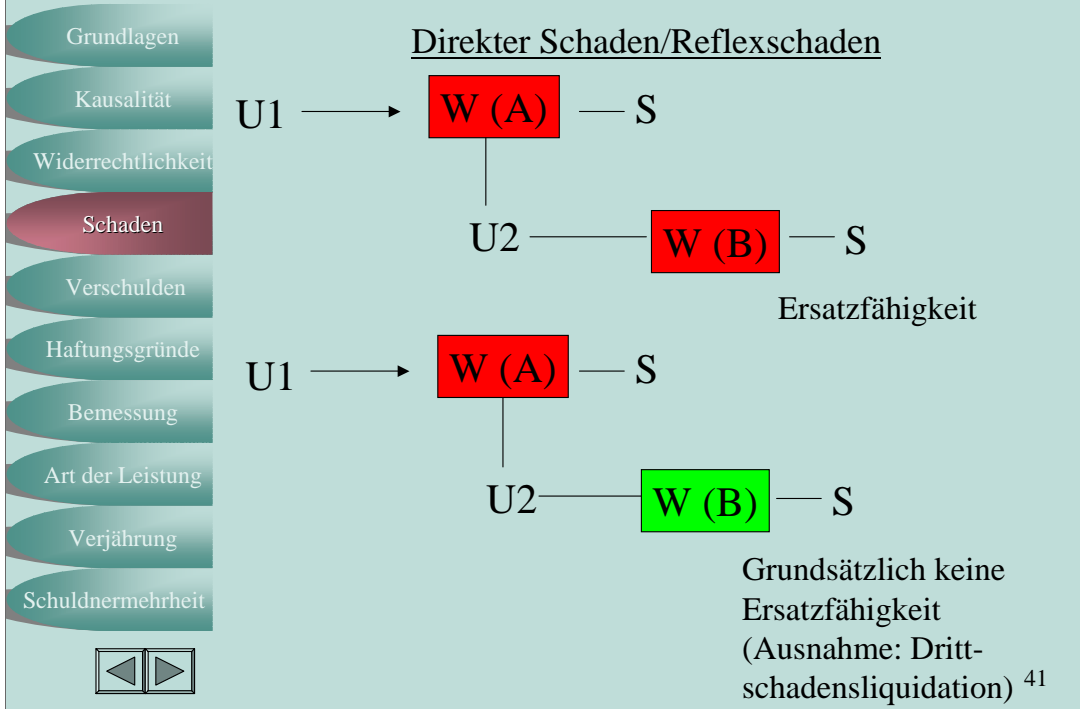 Grundlagen
Kausalität
Widerrechtlichkeit
Schaden
Verschulden
Haftungsgründe
Bemessung
Art der Leistung
Verjährung
Schuldnermehrheit
Direkter Schaden/Reflexschaden
U1 W (A) S
U2 W (B) S
Ersatzfähigkeit
U1 W (A) S
U2 W (B) S
Grundsätzlich keine
Ersatzfähigkeit
(Ausnahme: Dritt-
schadensliquidation) 41